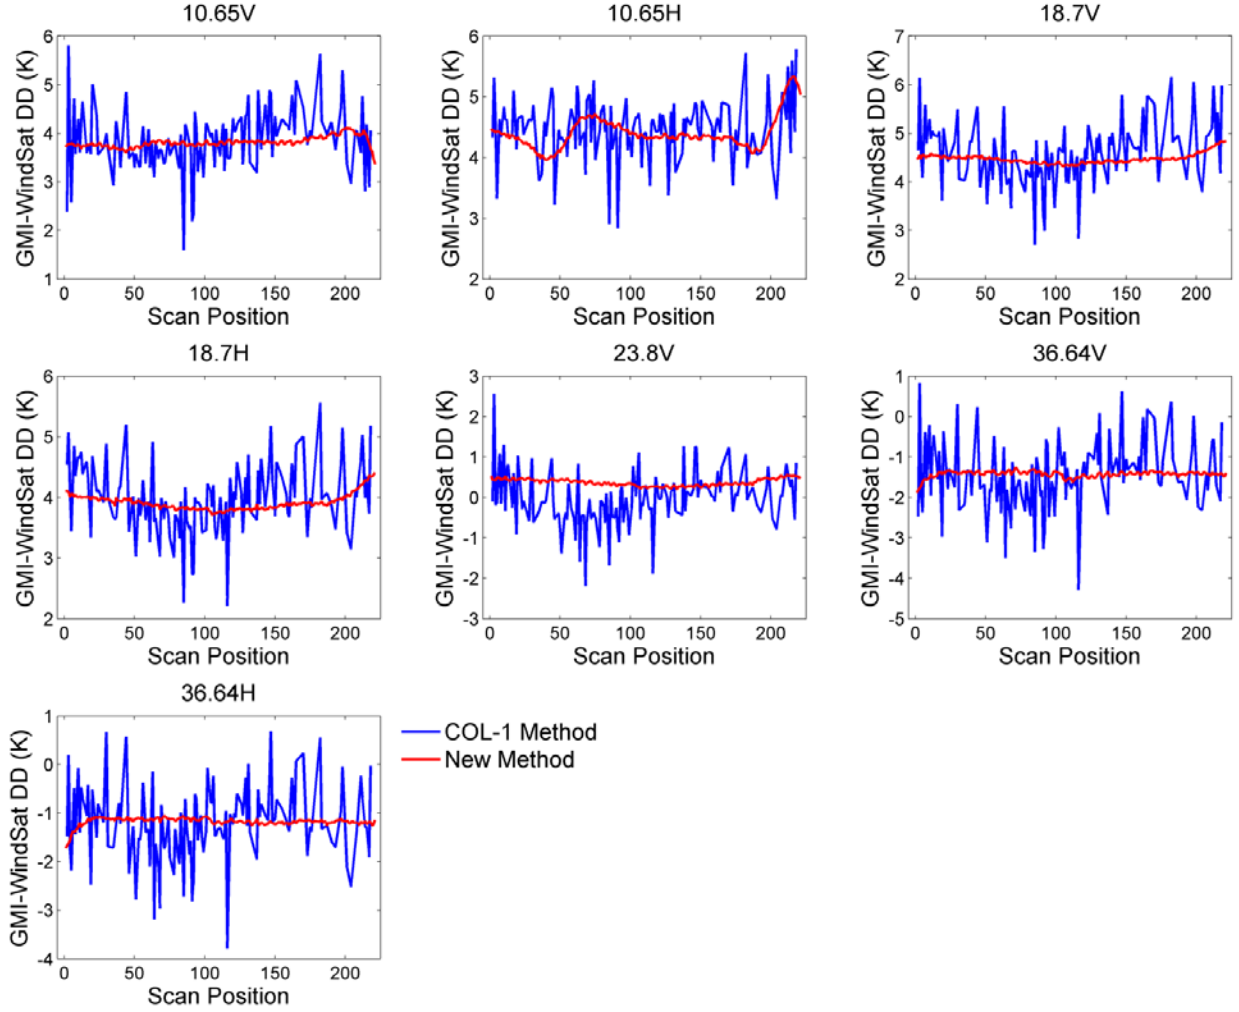 10.65V
10.65H
18.7V
GMI-WindSat DD (K)
6
5
4
3
2
1
0 50 100 150 200
Scan Position
GMI-WindSat DD (K)
6
5
4
3
2
0 50 100 150 200
Scan Position
GMI-WindSat DD (K)
7
6
5
4
3
2
0 50 100 150 200
Scan Position
18.7H
23.8V
36.64V
GMI-WindSat DD (K)
6
5
4
3
2
0 50 100 150 200
Scan Position
GMI-WindSat DD (K)
3
2
1
0
-1
-2
-3
0 50 100 150 200
Scan Position
GMI-WindSat DD (K)
1
0
-1
-2
-3
-4
-5
0 50 100 150 200
Scan Position
36.64H
GMI-WindSat DD (K)
1
0
-1
-2
-3
-4
0 50 100 150 200
Scan Position
COL-1 Method
New Method